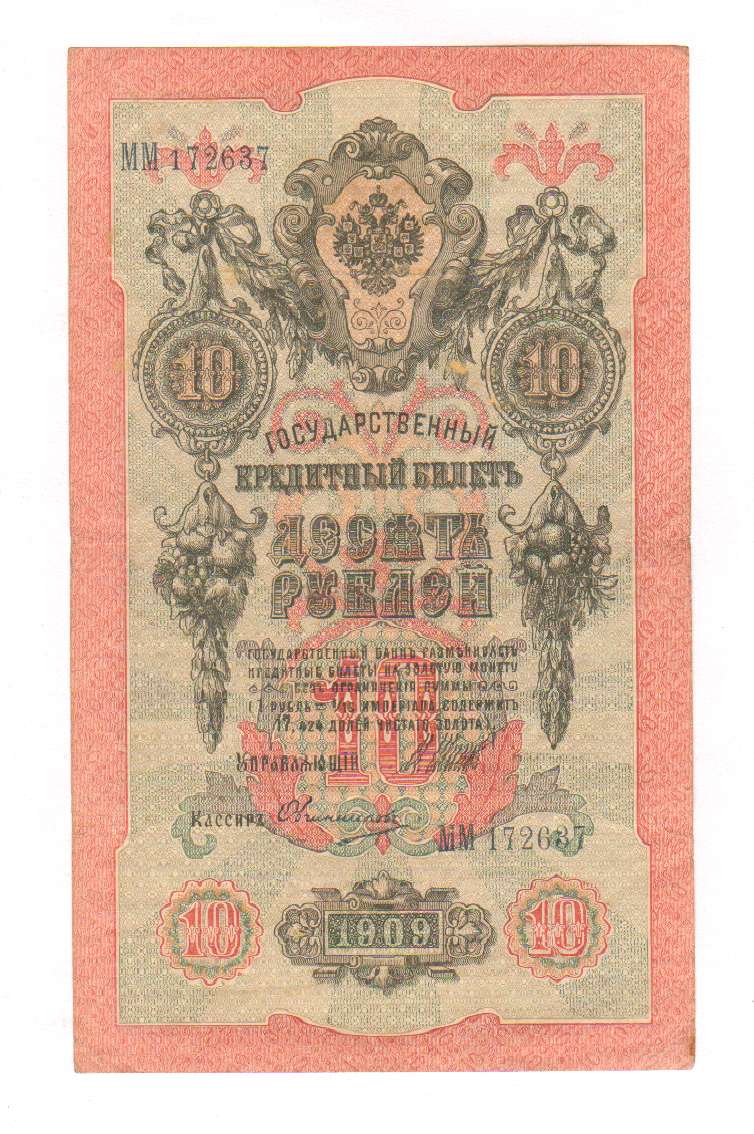 ММ 172637
10 10
ГОСУДАРСТВЕННЫЙ
КРЕДИТНЫЙ БИЛЕТЪ
ДЕСЯТЬ
РУБЛЕЙ
ГОСУДАРСТВЕННЫЙ БАНКЪ РАЗМѢНИВАЕТЪ
КРЕДИТНЫЕ БИЛЕТЫ НА ЗОЛОТУЮ МОНЕТУ
БЕЗЪ ОГРАНИЧЕНІЯ СУММЫ
(1 РУБЛЬ = 1/15 ИМПЕРІАЛА, СОДЕРЖИТЪ
17,424 ДОЛЕЙ ЧИСТАГО ЗОЛОТА).
10
УПРАВЛЯЮЩІЙ
КАССИРЪ
ММ 172637
10 1909 10